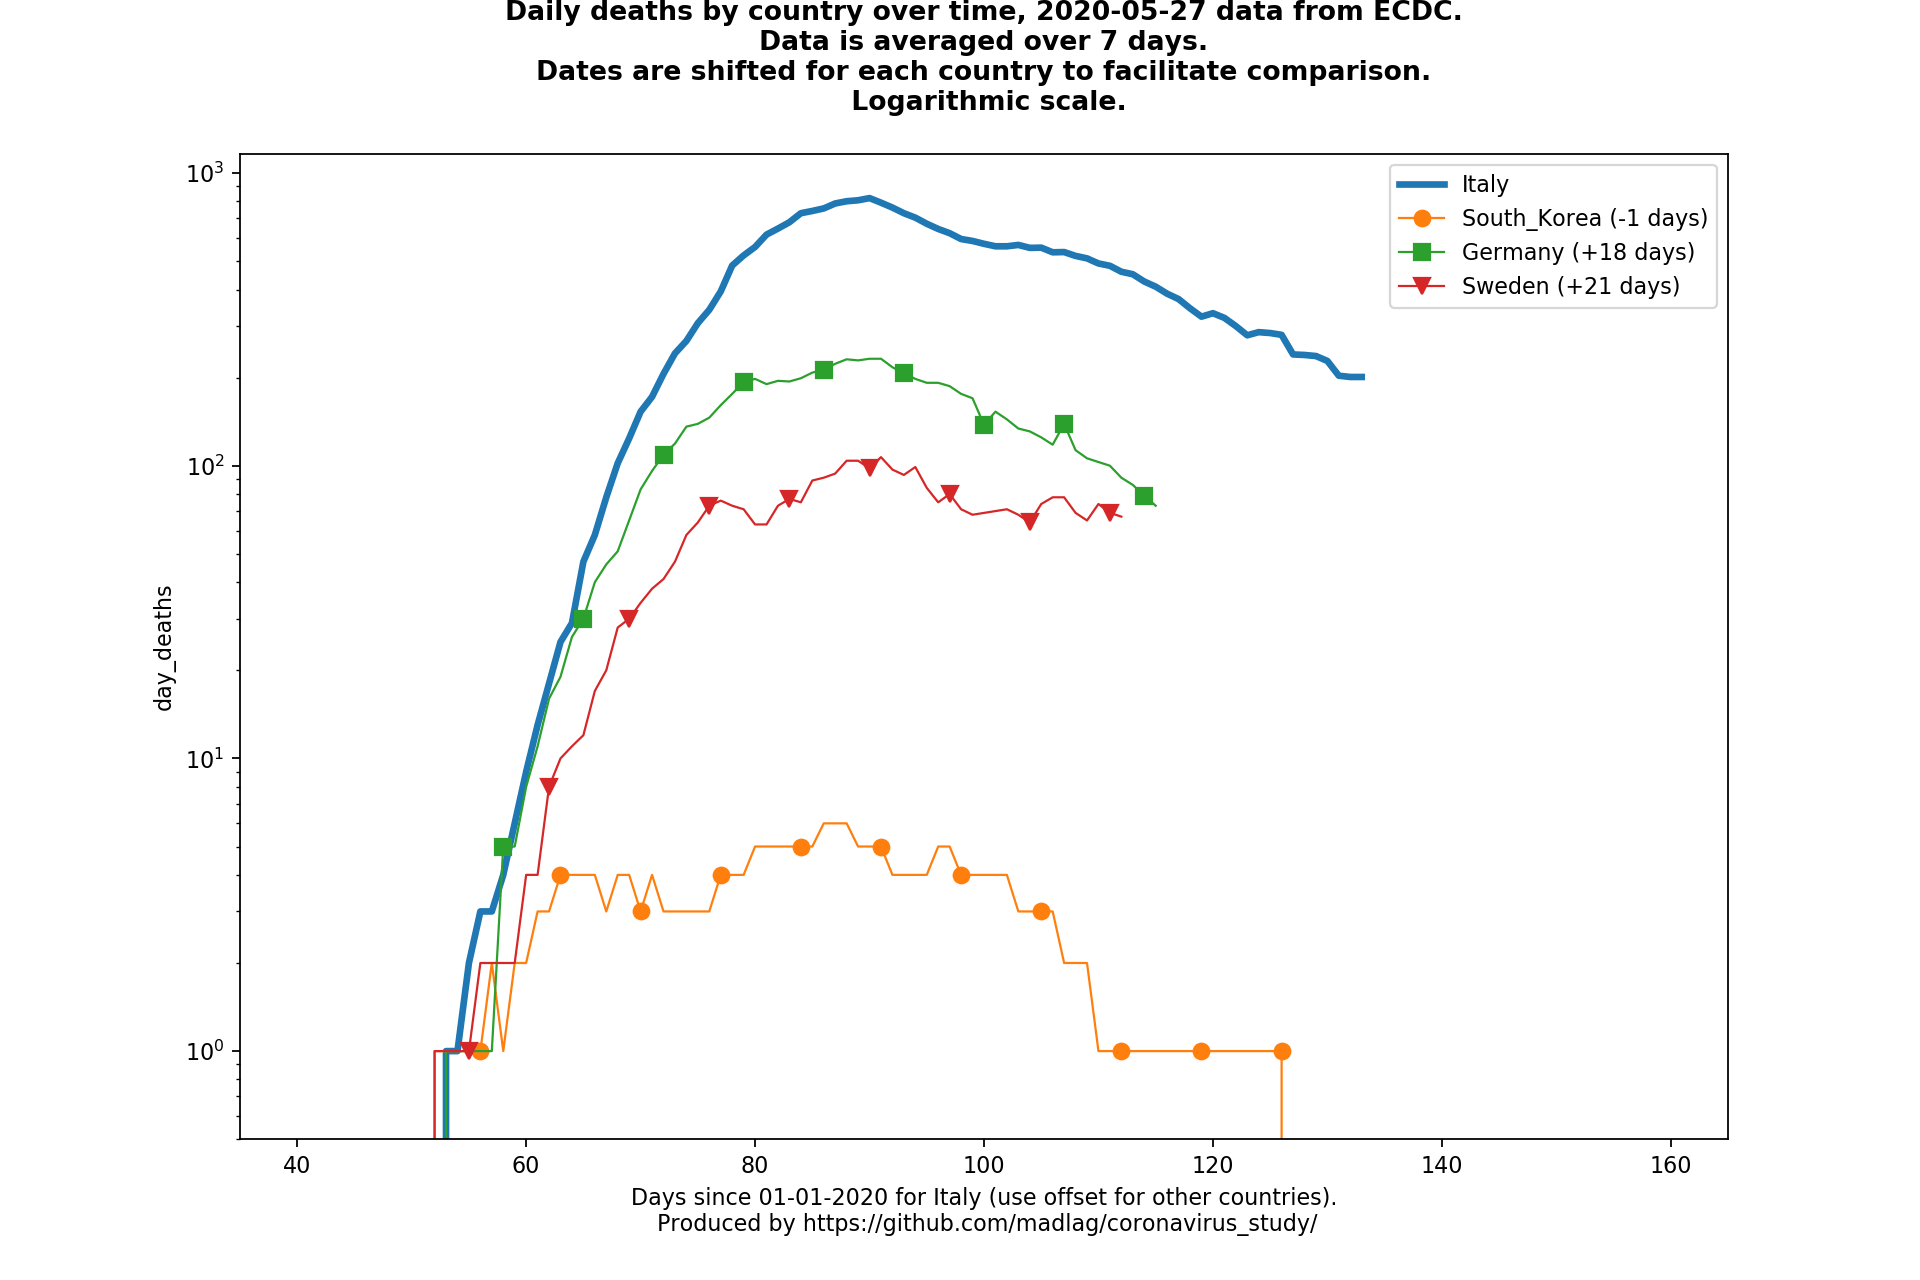 Daily deaths by country over time, 2020-05-27 data from ECDC.
Data is averaged over 7 days.
Dates are shifted for each country to facilitate comparison.
Logarithmic scale.
10³
10²
10¹
10⁰
day_deaths
Italy
South_Korea (-1 days)
Germany (+18 days)
Sweden (+21 days)
40 60 80 100 120 140 160
Days since 01-01-2020 for Italy (use offset for other countries).
Produced by https://github.com/madlag/coronavirus_study/